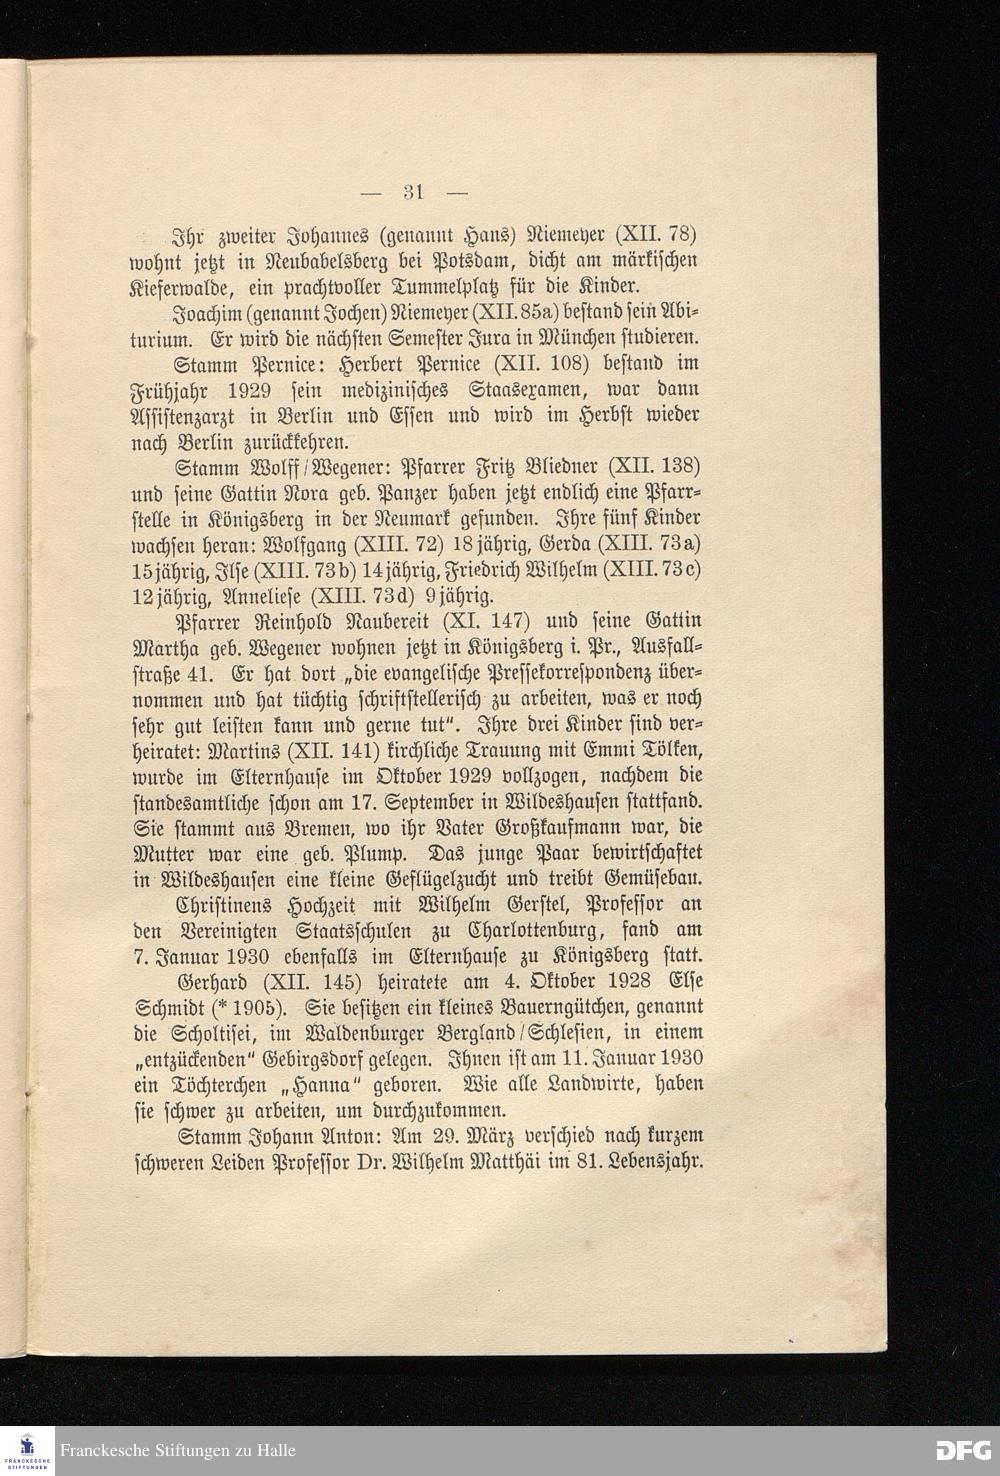 — 31 —
Ihr zweiter Johannes (genannt Hans) Niemeyer (XII. 78)
wohnt jetzt in Neubabelsberg bei Potsdam, dicht am märkischen
Kieferwalde, ein prachtvoller Tummelplatz für die Kinder.
Joachim (genannt Jochen) Niemeyer (XII. 85a) bestand sein Abi-
turium. Er wird die nächsten Semester Jura in München studieren.
Stamm Pernice: Herbert Pernice (XII. 108) bestand im
Frühjahr 1929 sein medizinisches Staasexamen, war dann
Assistenzarzt in Berlin und Essen und wird im Herbst wieder
nach Berlin zurückkehren.
Stamm Wolff/Wegener: Pfarrer Fritz Bliedner (XII. 138)
und seine Gattin Nora geb. Panzer haben jetzt endlich eine Pfarr-
stelle in Königsberg in der Neumark gefunden. Ihre fünf Kinder
wachsen heran: Wolfgang (XIII. 72) 18jährig, Gerda (XIII. 73a)
15jährig, Ilse (XIII. 73b) 14jährig, Friedrich Wilhelm (XIII. 73c)
12jährig, Anneliese (XIII. 73d) 9jährig.
Pfarrer Reinhold Naubereit (XI. 147) und seine Gattin
Martha geb. Wegener wohnen jetzt in Königsberg i. Pr., Ausfall-
straße 41. Er hat dort „die evangelische Pressekorrespondenz über-
nommen und hat tüchtig schriftstellerisch zu arbeiten, was er noch
sehr gut leisten kann und gerne tut“. Ihre drei Kinder sind ver-
heiratet: Martins (XII. 141) kirchliche Trauung mit Emmi Tölken,
wurde im Elternhause im Oktober 1929 vollzogen, nachdem die
standesamtliche schon am 17. September in Wildeshausen stattfand.
Sie stammt aus Bremen, wo ihr Vater Großkaufmann war, die
Mutter war eine geb. Plump. Das junge Paar bewirtschaftet
in Wildeshausen eine kleine Geflügelzucht und treibt Gemüsebau.
Christinens Hochzeit mit Wilhelm Gerstel, Professor an
den Vereinigten Staatsschulen zu Charlottenburg, fand am
7. Januar 1930 ebenfalls im Elternhause zu Königsberg statt.
Gerhard (XII. 145) heiratete am 4. Oktober 1928 Else
Schmidt (* 1905). Sie besitzen ein kleines Bauerngütchen, genannt
die Scholtisei, im Waldenburger Bergland/Schlesien, in einem
„entzückenden“ Gebirgsdorf gelegen. Ihnen ist am 11. Januar 1930
ein Töchterchen „Hanna“ geboren. Wie alle Landwirte, haben
sie schwer zu arbeiten, um durchzukommen.
Stamm Johann Anton: Am 29. März verschied nach kurzem
schweren Leiden Professor Dr. Wilhelm Matthäi im 81. Lebensjahr.
FRANCKESCHE
STIFTUNGEN
Franckesche Stiftungen zu Halle
DFG